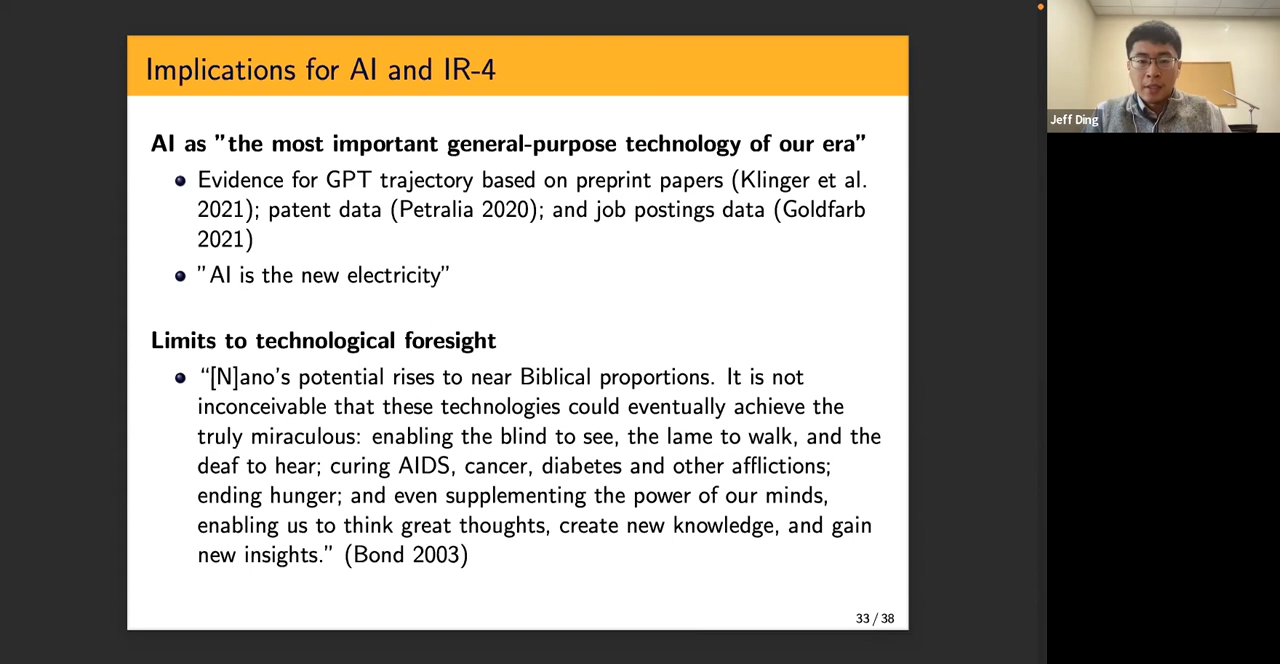 Implications for AI and IR-4
AI as "the most important general-purpose technology of our era"
Evidence for GPT trajectory based on preprint papers (Klinger et al.
2021); patent data (Petralia 2020); and job postings data (Goldfarb
2021)
"AI is the new electricity"
Limits to technological foresight
“[N]ano's potential rises to near Biblical proportions. It is not
inconceivable that these technologies could eventually achieve the
truly miraculous: enabling the blind to see, the lame to walk, and the
deaf to hear; curing AIDS, cancer, diabetes and other afflictions;
ending hunger; and even supplementing the power of our minds,
enabling us to think great thoughts, create new knowledge, and gain
new insights.” (Bond 2003)
33 / 38
Jeff Ding